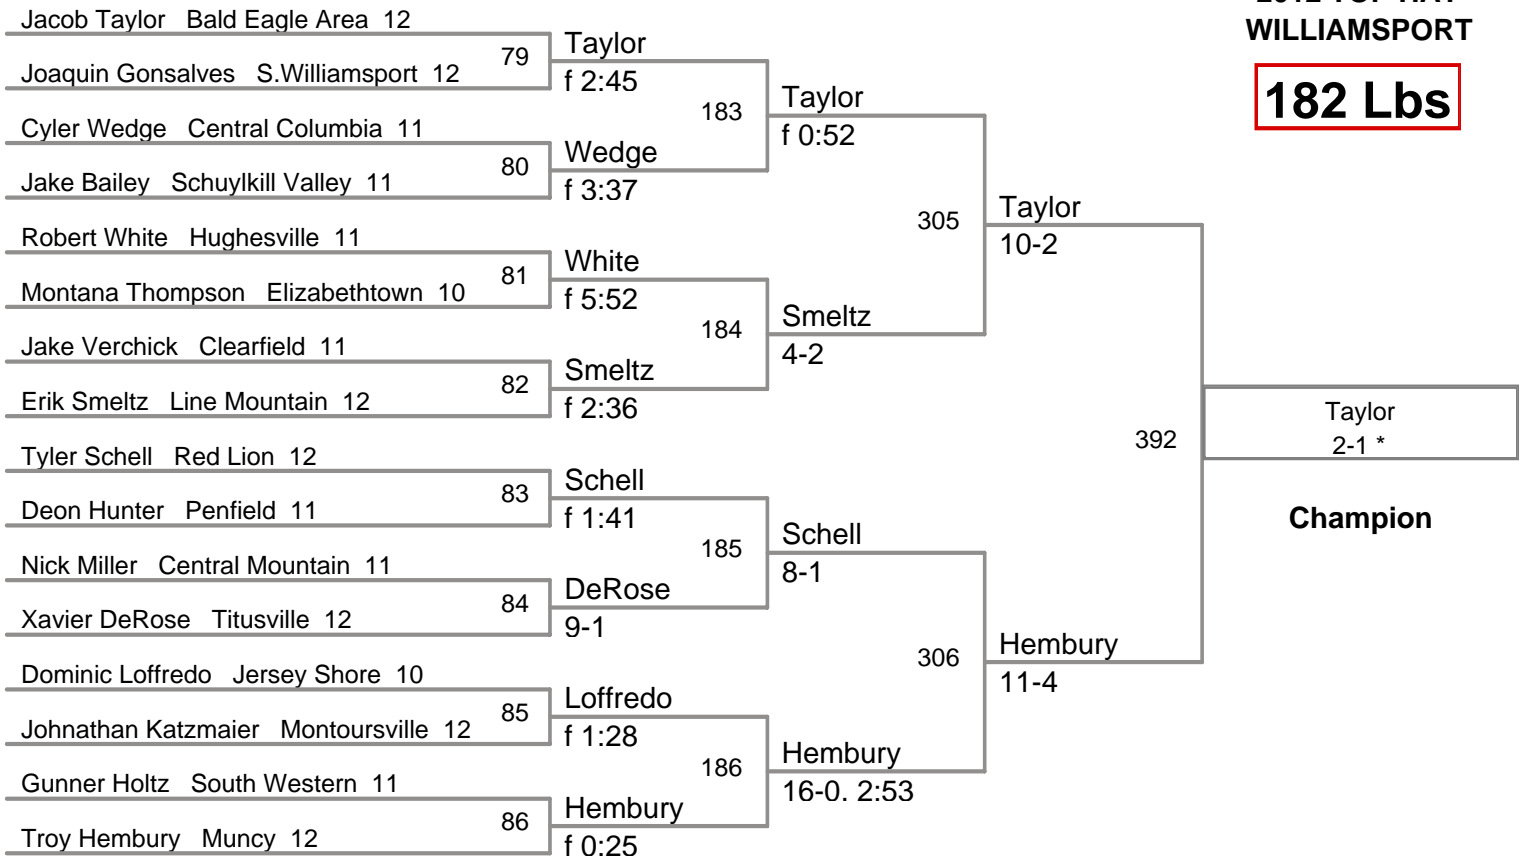 2012 TOP HAT
WILLIAMSPORT
182 Lbs
Jacob Taylor Bald Eagle Area 12
79
Joaquin Gonsalves S.Williamsport 12
Cyler Wedge Central Columbia 11
80
Jake Bailey Schuylkill Valley 11
Robert White Hughesville 11
81
Montana Thompson Elizabethtown 10
Jake Verchick Clearfield 11
82
Erik Smeltz Line Mountain 12
Tyler Schell Red Lion 12
83
Deon Hunter Penfield 11
Nick Miller Central Mountain 11
84
Xavier DeRose Titusville 12
Dominic Loffredo Jersey Shore 10
85
Johnathan Katzmaier Montoursville 12
Gunner Holtz South Western 11
86
Troy Hembury Muncy 12
Taylor
f 2:45
183
Wedge
f 3:37
White
f 5:52
184
Smeltz
f 2:36
Schell
f 1:41
185
DeRose
9-1
Loffredo
f 1:28
186
Hembury
f 0:25
Taylor
f 0:52
305
Smeltz
4-2
Schell
8-1
306
Hembury
16-0. 2:53
Taylor
10-2
392
Hembury
11-4
Taylor
2-1 *
Champion